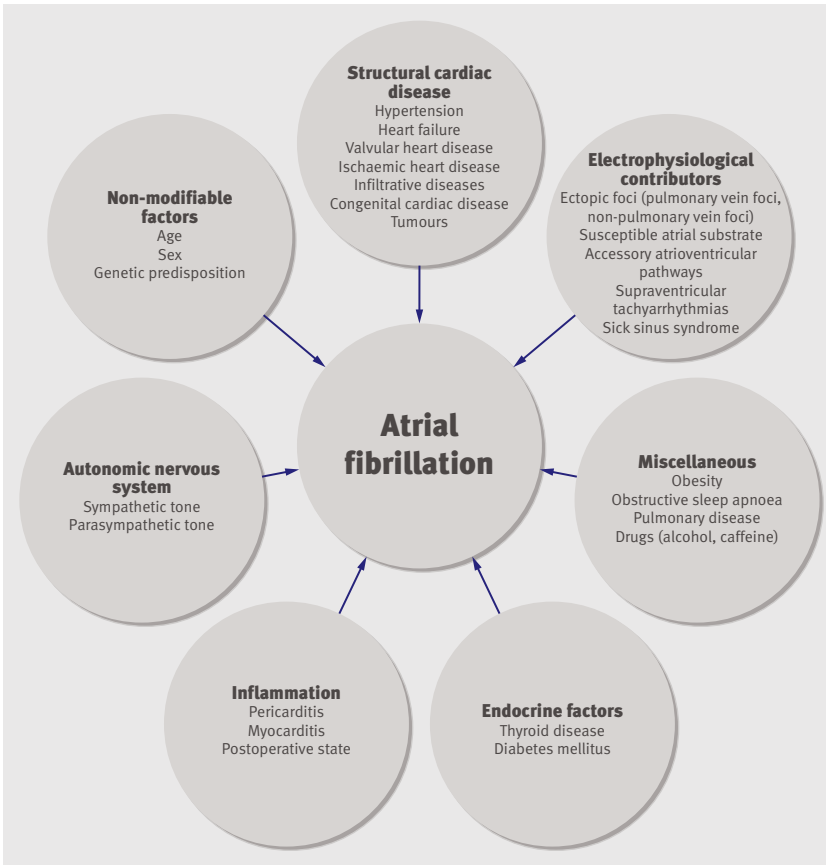 Structural cardiac
disease
Hypertension
Heart failure
Valvular heart disease
Ischaemic heart disease
Infiltrative diseases
Congenital cardiac disease
Tumours
Non-modifiable
factors
Age
Sex
Genetic predisposition
Electrophysiological
contributors
Ectopic foci (pulmonary vein foci,
non-pulmonary vein foci)
Susceptible atrial substrate
Accessory atrioventricular
pathways
Supraventricular
tachyarrhythmias
Sick sinus syndrome
Atrial
fibrillation
Autonomic nervous
system
Sympathetic tone
Parasympathetic tone
Miscellaneous
Obesity
Obstructive sleep apnoea
Pulmonary disease
Drugs (alcohol, caffeine)
Inflammation
Pericarditis
Myocarditis
Postoperative state
Endocrine factors
Thyroid disease
Diabetes mellitus